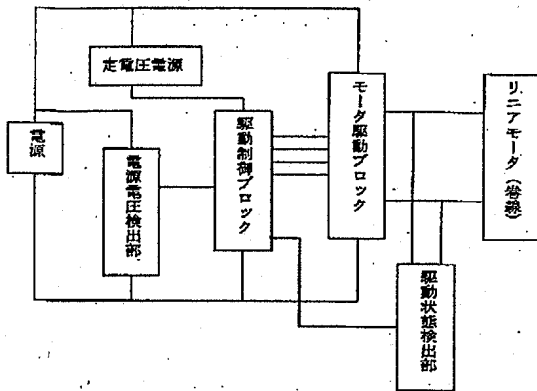 定電圧電源
電源
電源電圧検出部
駆動制御ブロック
モータ駆動ブロック
リニアモータ(巻線)
駆動状態検出部